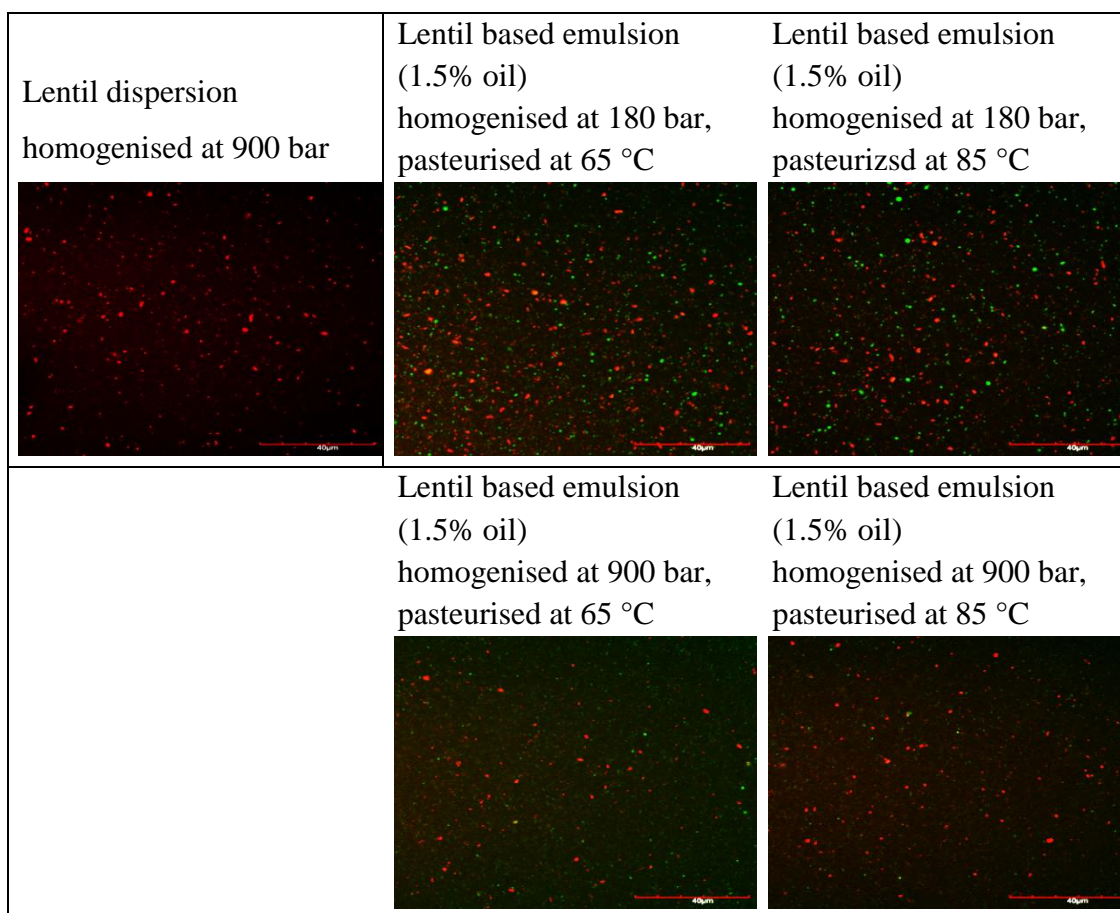 Lentil dispersion
homogenised at 900 bar
40µm
Lentil based emulsion
(1.5% oil)
homogenised at 180 bar,
pasteurised at 65 °C
40µm
Lentil based emulsion
(1.5% oil)
homogenised at 180 bar,
pasteurizsd at 85 °C
40µm
Lentil based emulsion
(1.5% oil)
homogenised at 900 bar,
pasteurised at 65 °C
40µm
Lentil based emulsion
(1.5% oil)
homogenised at 900 bar,
pasteurised at 85 °C
40µm